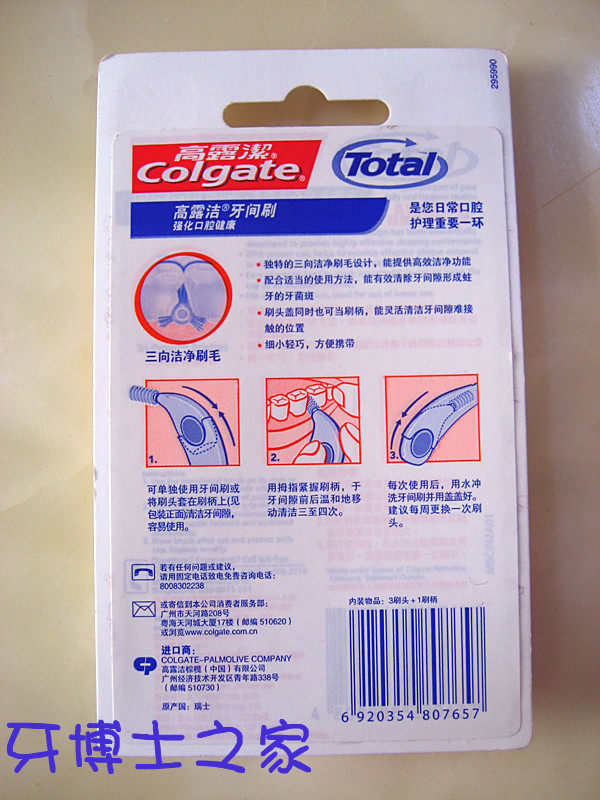 295990
高露潔®
Colgate®
Total
高露洁®牙间刷
强化口腔健康
是您日常口腔
护理重要一环
• 独特的三向洁净刷毛设计，能提供高效洁净功能
• 配合适当的使用方法，能有效清除牙间隙形成蛀
牙的牙菌斑
• 刷头盖同时也可当刷柄，能灵活清洁牙间隙难接
触的位置
• 细小轻巧，方便携带
三向洁净刷毛
1.
2.
3.
可单独使用牙间刷或
将刷头套在刷柄上(见
包装正面)清洁牙间隙，
容易使用。
用拇指紧握刷柄，于
牙间隙前后温和地移
动清洁三至四次。
每次使用后，用水冲
洗牙间刷并用盖盖好。
建议每周更换一次刷
头。
若有任何问题或建议，
请用固定电话致电免费咨询电话：
8008302238
或寄信到本公司消费者服务部：
广州市天河路208号
粤海天河城大厦17楼（邮编 510620）
或浏览www.colgate.com.cn
进口商：
COLGATE-PALMOLIVE COMPANY
高露洁棕榄（中国）有限公司
广州经济技术开发区青年路338号
（邮编 510730）
原产国：瑞士
内装物品：3刷头＋1刷柄
6 920354 807657
牙博士之家